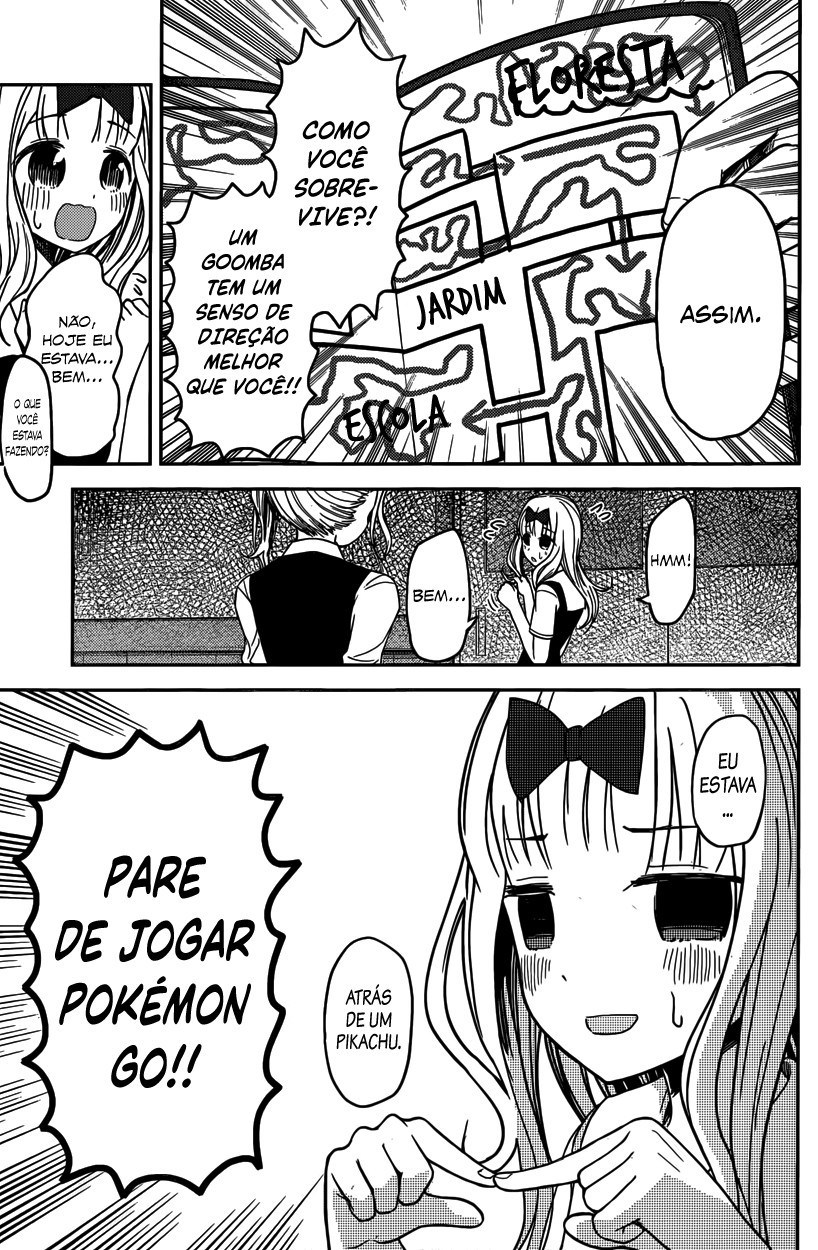 FLORESTA
ASSIM.
JARDIM
ESCOLA
COMO
VOCÊ
SOBRE-
VIVE?!
UM
GOOMBA
TEM UM
SENSO DE
DIREÇÃO
MELHOR
QUE VOCÊ!!
NÃO,
HOJE EU
ESTAVA...
BEM...
O QUE
VOCÊ
ESTAVA
FAZENDO?
HMM!
BEM...
EU
ESTAVA
...
ATRÁS
DE UM
PIKACHU.
PARE
DE JOGAR
POKÉMON
GO!!